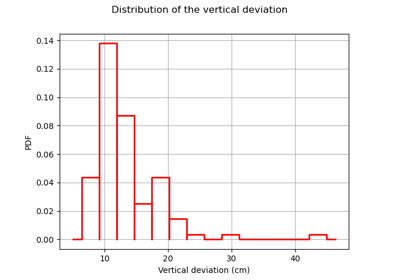 Distribution of the vertical deviation
0.14
0.12
0.10
0.08
0.06
0.04
0.02
0.00
PDF
10 20 30 40
Vertical deviation (cm)